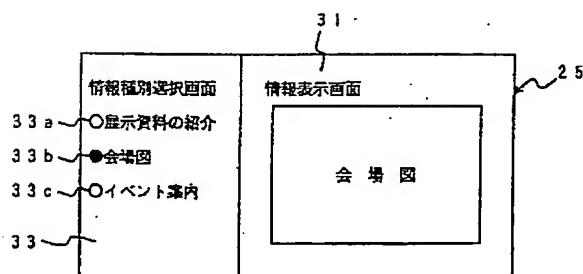 31
25
情報種別選択画面
情報表示画面
33a
○展示資料の紹介
33b
●会場図
33c
○イベント案内
33
会場図